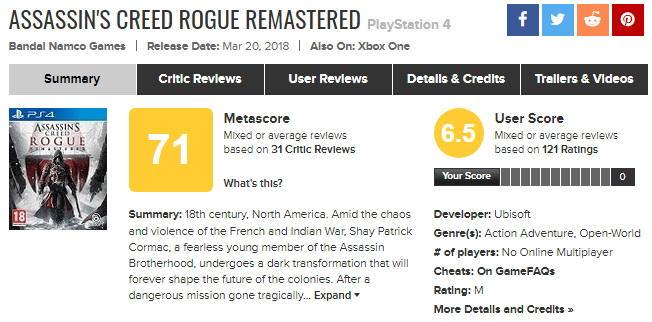 ASSASSIN'S CREED ROGUE REMASTERED PlayStation 4
Bandai Namco Games | Release Date: Mar 20, 2018 | Also On: Xbox One
Summary Critic Reviews User Reviews Details & Credits Trailers & Videos
PS4
ASSASSIN'S
CREED
ROGUE
REMASTERED
18
71
Metascore
Mixed or average reviews
based on 31 Critic Reviews
What's this?
6.5
User Score
Mixed or average reviews
based on 121 Ratings
Your Score 0
Summary: 18th century, North America. Amid the chaos
and violence of the French and Indian War, Shay Patrick
Cormac, a fearless young member of the Assassin
Brotherhood, undergoes a dark transformation that will
forever shape the future of the colonies. After a
dangerous mission gone tragically... Expand
Developer: Ubisoft
Genre(s): Action Adventure, Open-World
# of players: No Online Multiplayer
Cheats: On GameFAQs
Rating: M
More Details and Credits »